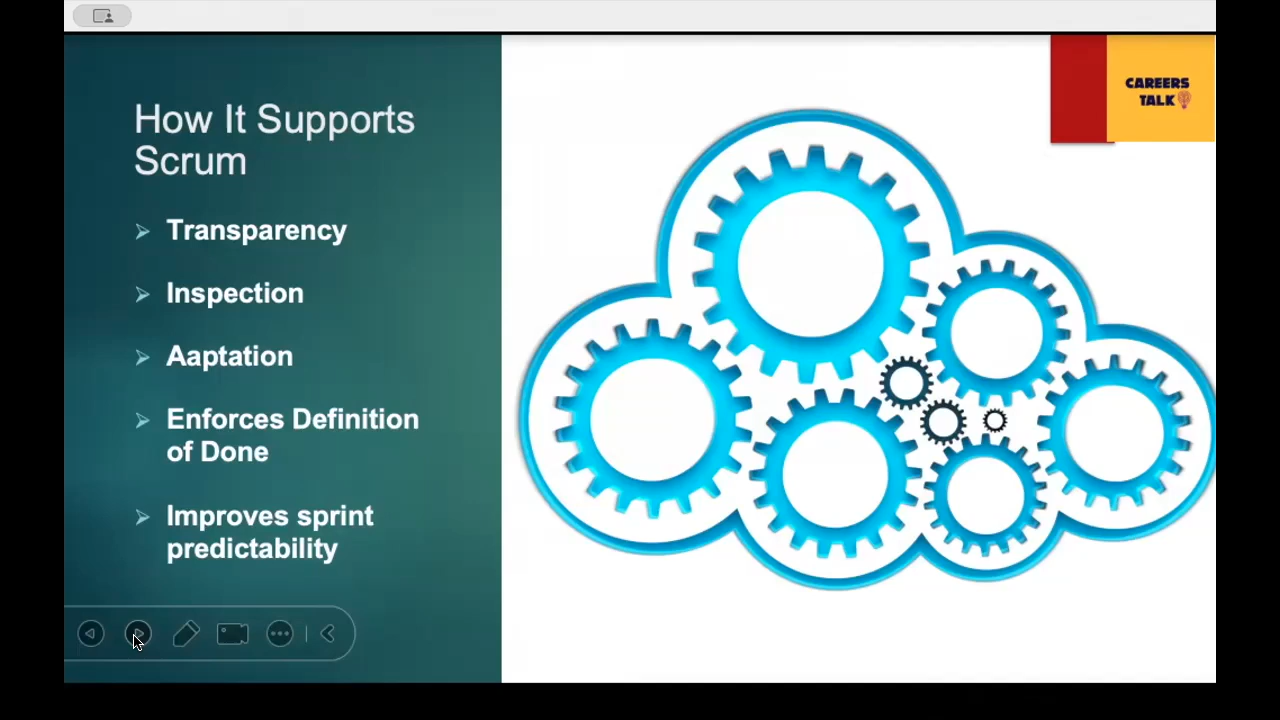 How It Supports
Scrum
Transparency
Inspection
Aaptation
Enforces Definition
of Done
Improves sprint
predictability
CAREERS
TALK